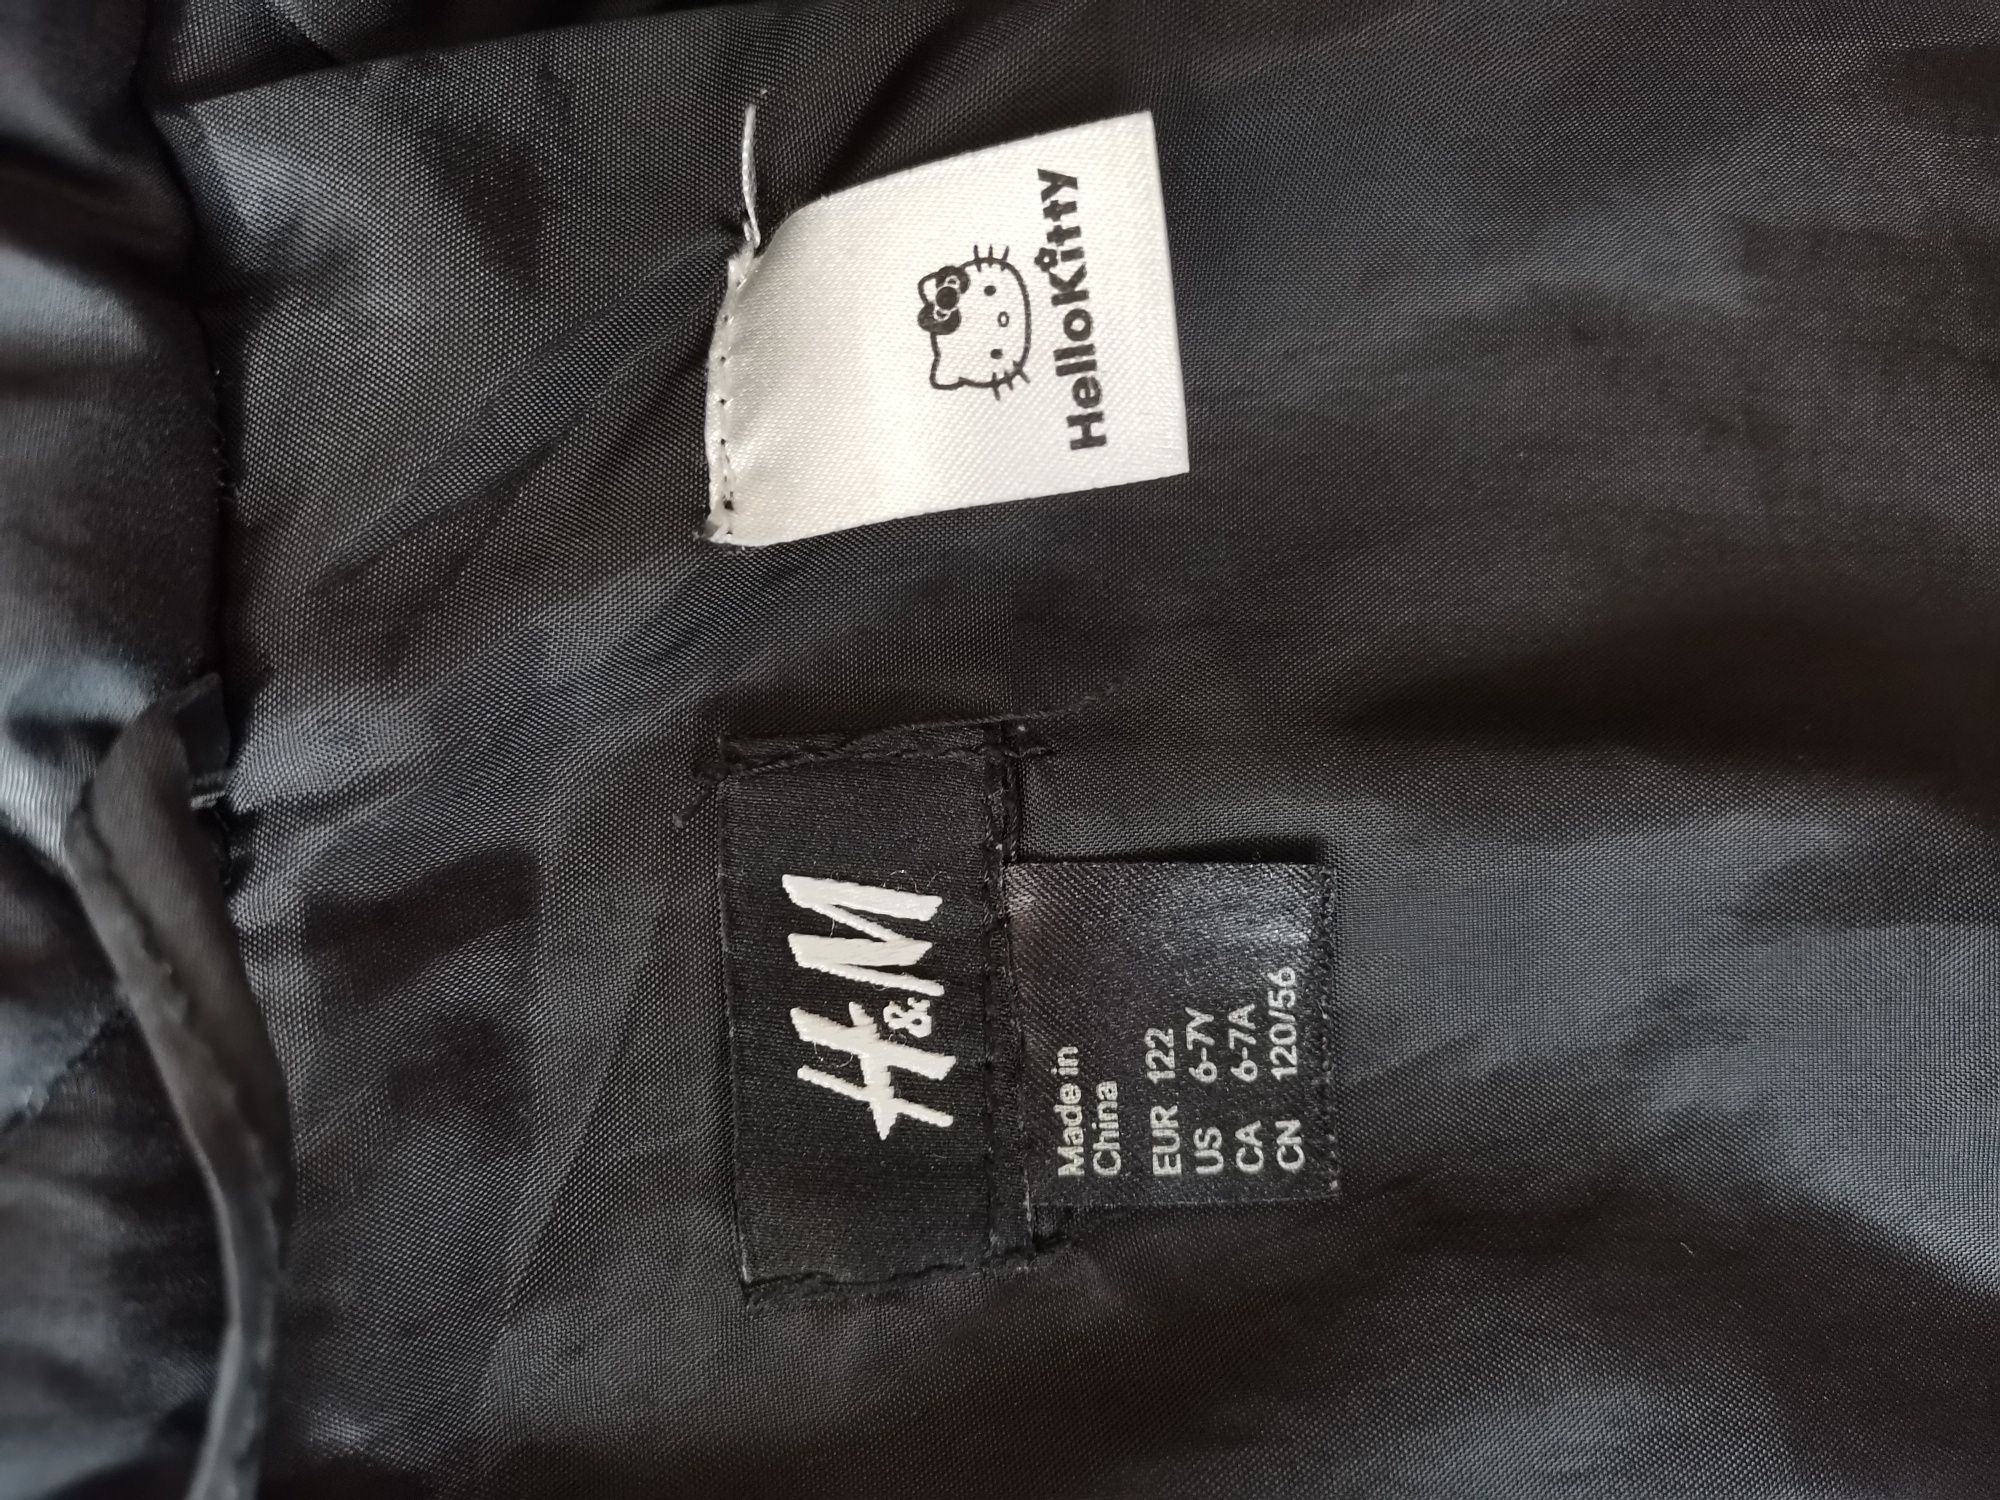 HelloKitty
H&M
Made in
China
EUR 122
US 6-7Y
CA 6-7A
CN 120/56